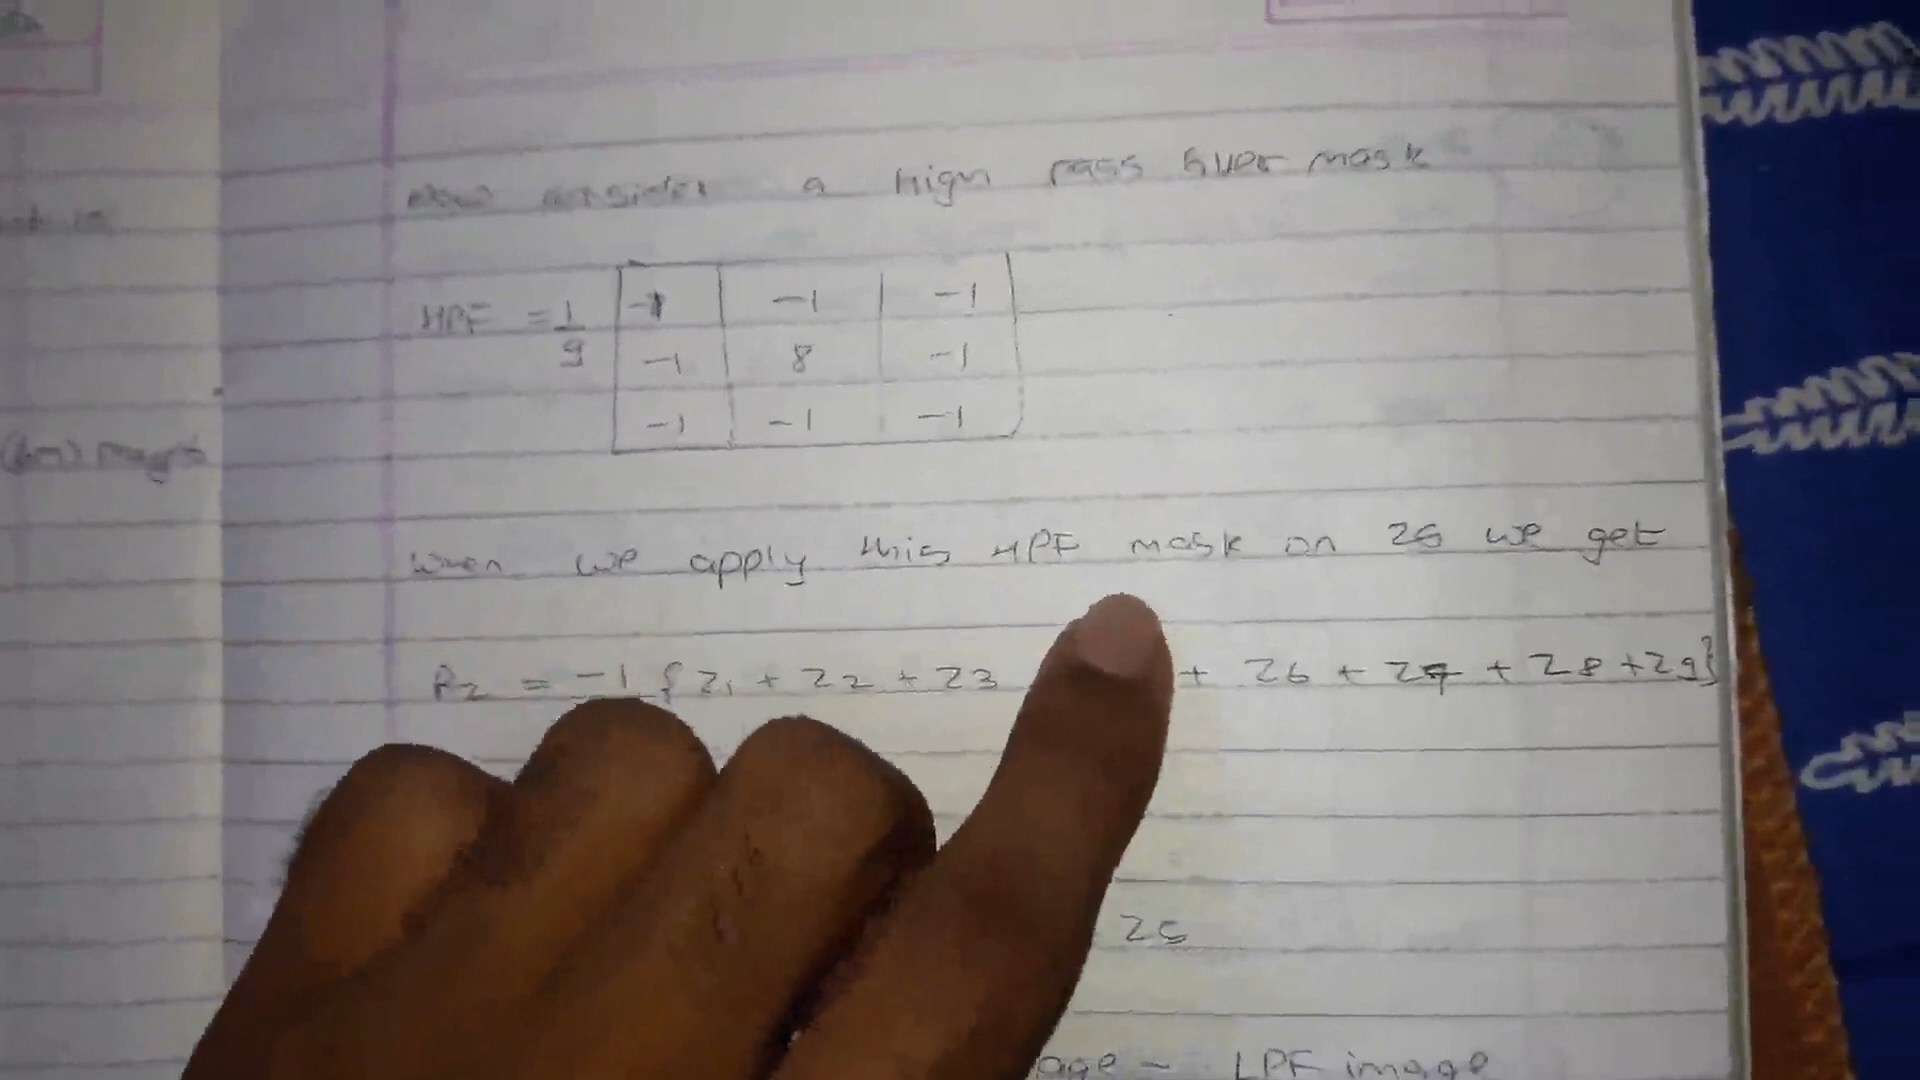 Now consider a High pass filter mask
HPF = 1/9
-1 -1 -1
-1 8 -1
-1 -1 -1
when we apply this HPF mask on Z5 we get
R2 = -1 { Z1 + Z2 + Z3 + Z6 + Z7 + Z8 + Z9}
Z5
age - LPF image